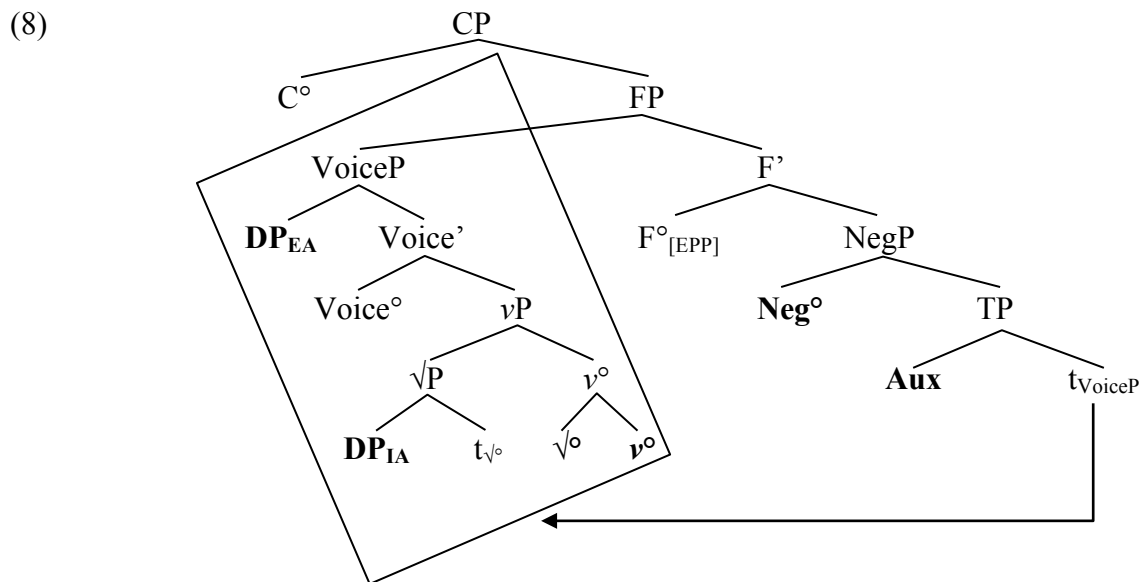 (8)
CP
C° FP
VoiceP F’
DP_EA Voice’ F°_[EPP] NegP
Voice° vP Neg° TP
√P v° Aux t_VoiceP
DP_IA t_√° √° v°